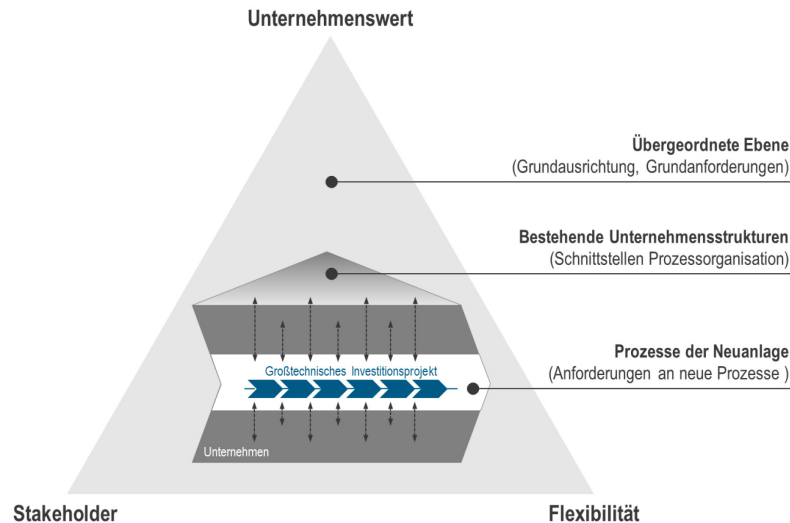 Unternehmenswert
Übergeordnete Ebene
(Grundausrichtung, Grundanforderungen)
Bestehende Unternehmensstrukturen
(Schnittstellen Prozessorganisation)
Prozesse der Neuanlage
(Anforderungen an neue Prozesse )
Großtechnisches Investitionsprojekt
Unternehmen
Stakeholder
Flexibilität